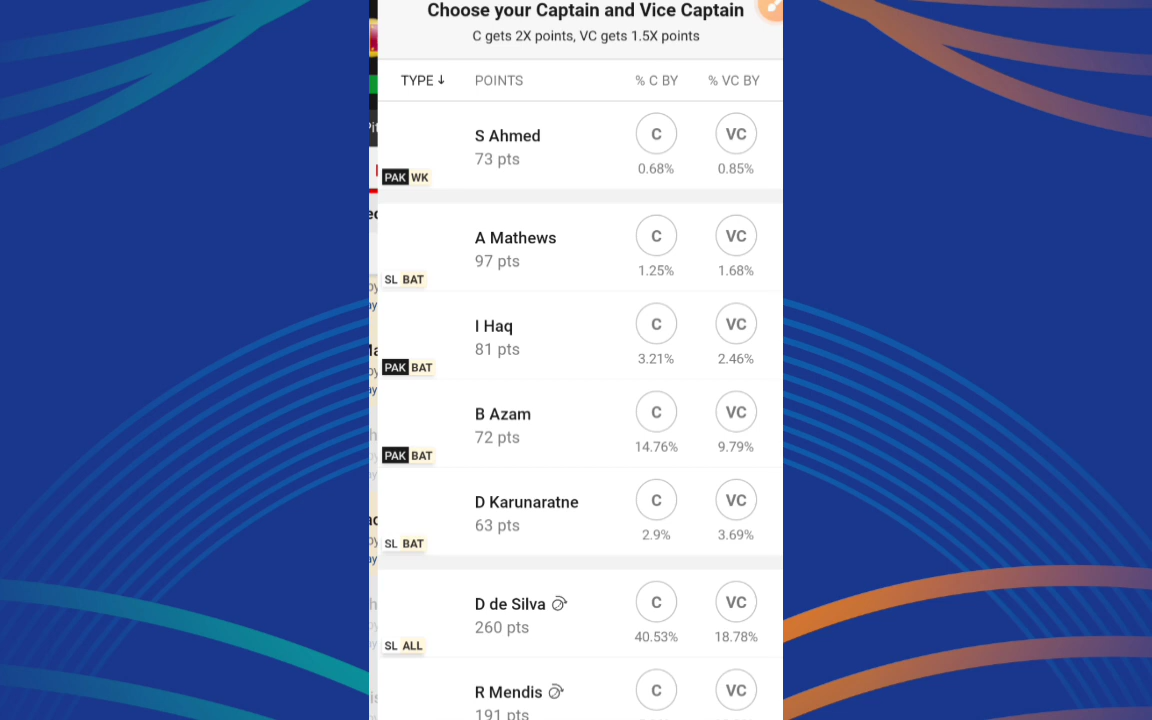 Choose your Captain and Vice Captain
C gets 2X points, VC gets 1.5X points
TYPE ↓ POINTS % C BY % VC BY
S Ahmed
73 pts
C VC
0.68% 0.85%
PAK WK
A Mathews
97 pts
C VC
1.25% 1.68%
SL BAT
I Haq
81 pts
C VC
3.21% 2.46%
PAK BAT
B Azam
72 pts
C VC
14.76% 9.79%
PAK BAT
D Karunaratne
63 pts
C VC
2.9% 3.69%
SL BAT
D de Silva
260 pts
C VC
40.53% 18.78%
SL ALL
R Mendis
191 pts
C VC